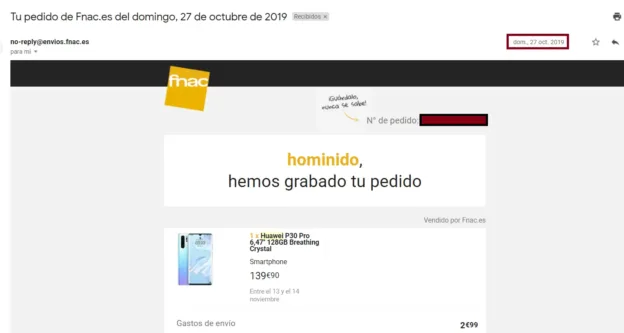 Tu pedido de Fnac.es del domingo, 27 de octubre de 2019 Recibidos x
no-reply@envios.fnac.es dom., 27 oct. 2019
para mí
fnac
¡Guárdalo,
nunca se sabe!
N° de pedido:
hominido,
hemos grabado tu pedido
Vendido por Fnac.es
1 x Huawei P30 Pro
6,47'' 128GB Breathing
Crystal
Smartphone
139€90
Entre el 13 y el 14
noviembre
Gastos de envío 2€99